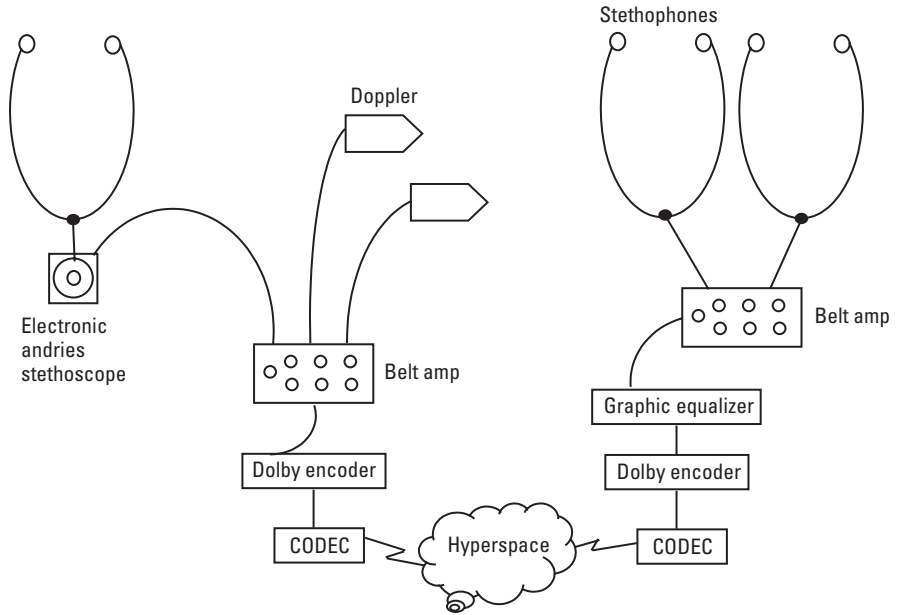 Stethophones
Doppler
Electronic
andries
stethoscope
Belt amp
Belt amp
Graphic equalizer
Dolby encoder
Dolby encoder
CODEC
Hyperspace
CODEC